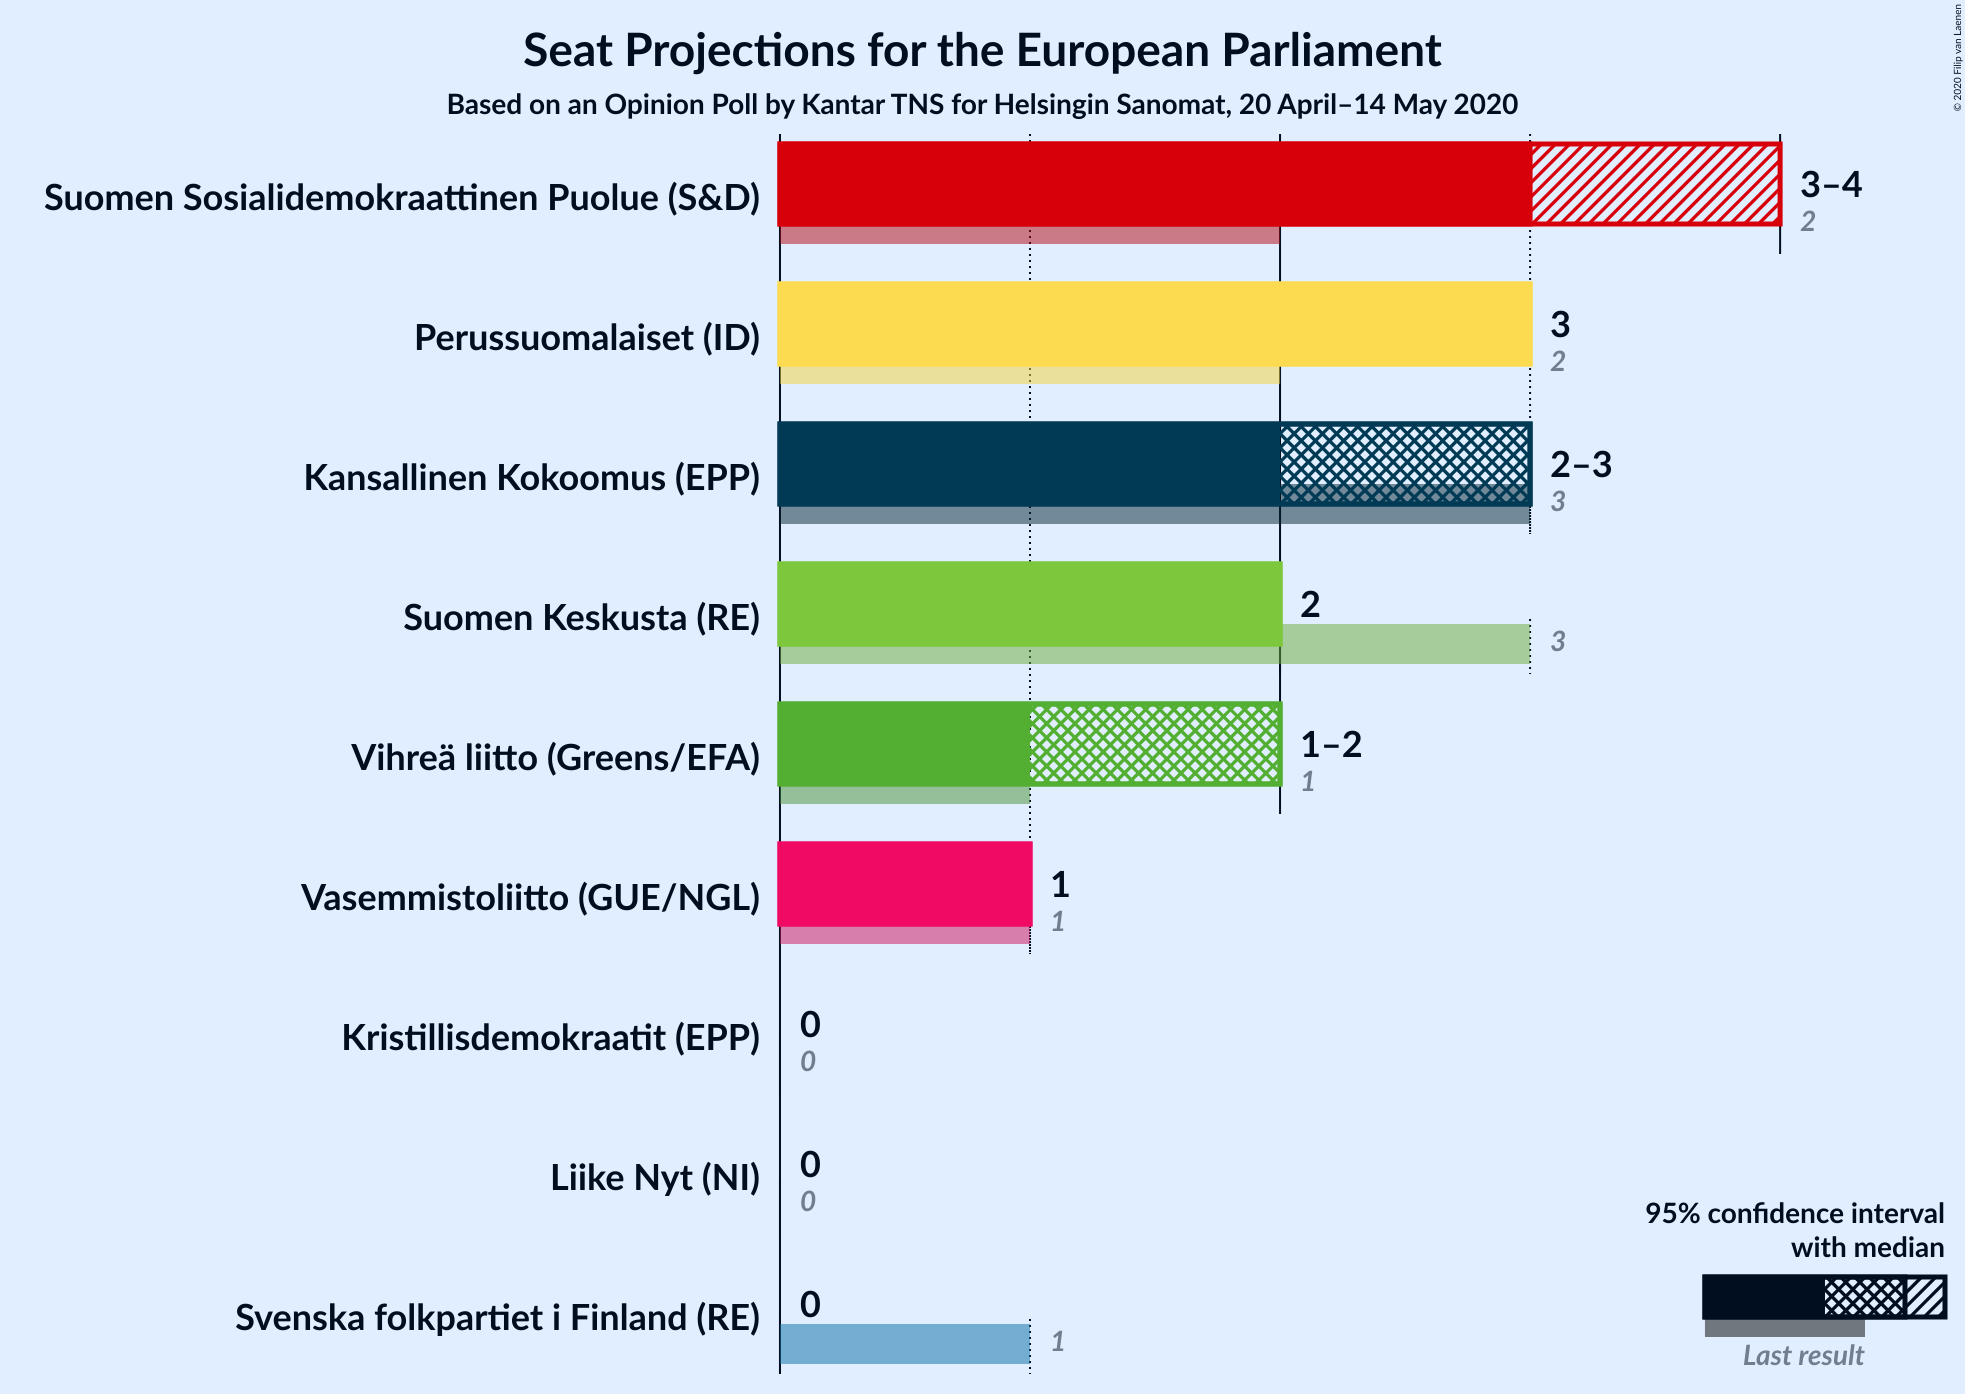 Seat Projections for the European Parliament
Based on an Opinion Poll by Kantar TNS for Helsingin Sanomat, 20 April–14 May 2020
© 2020 Filip van Laenen
Suomen Sosialidemokraattinen Puolue (S&D)
3–4
2
Perussuomalaiset (ID)
3
2
Kansallinen Kokoomus (EPP)
2–3
3
Suomen Keskusta (RE)
2
3
Vihreä liitto (Greens/EFA)
1–2
1
Vasemmistoliitto (GUE/NGL)
1
1
Kristillisdemokraatit (EPP)
0
0
Liike Nyt (NI)
0
0
Svenska folkpartiet i Finland (RE)
0
1
95% confidence interval
with median
Last result